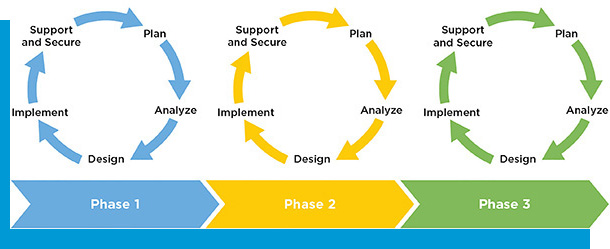 Support
and Secure
Plan
Analyze
Design
Implement
Support
and Secure
Plan
Analyze
Design
Implement
Support
and Secure
Plan
Analyze
Design
Implement
Phase 1
Phase 2
Phase 3